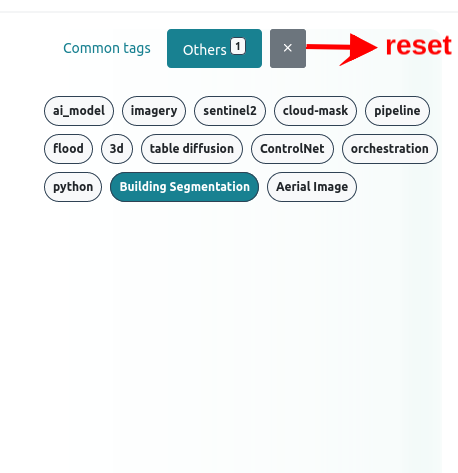 Common tags Others 1 × reset
ai_model imagery sentinel2 cloud-mask pipeline
flood 3d table diffusion ControlNet orchestration
python Building Segmentation Aerial Image